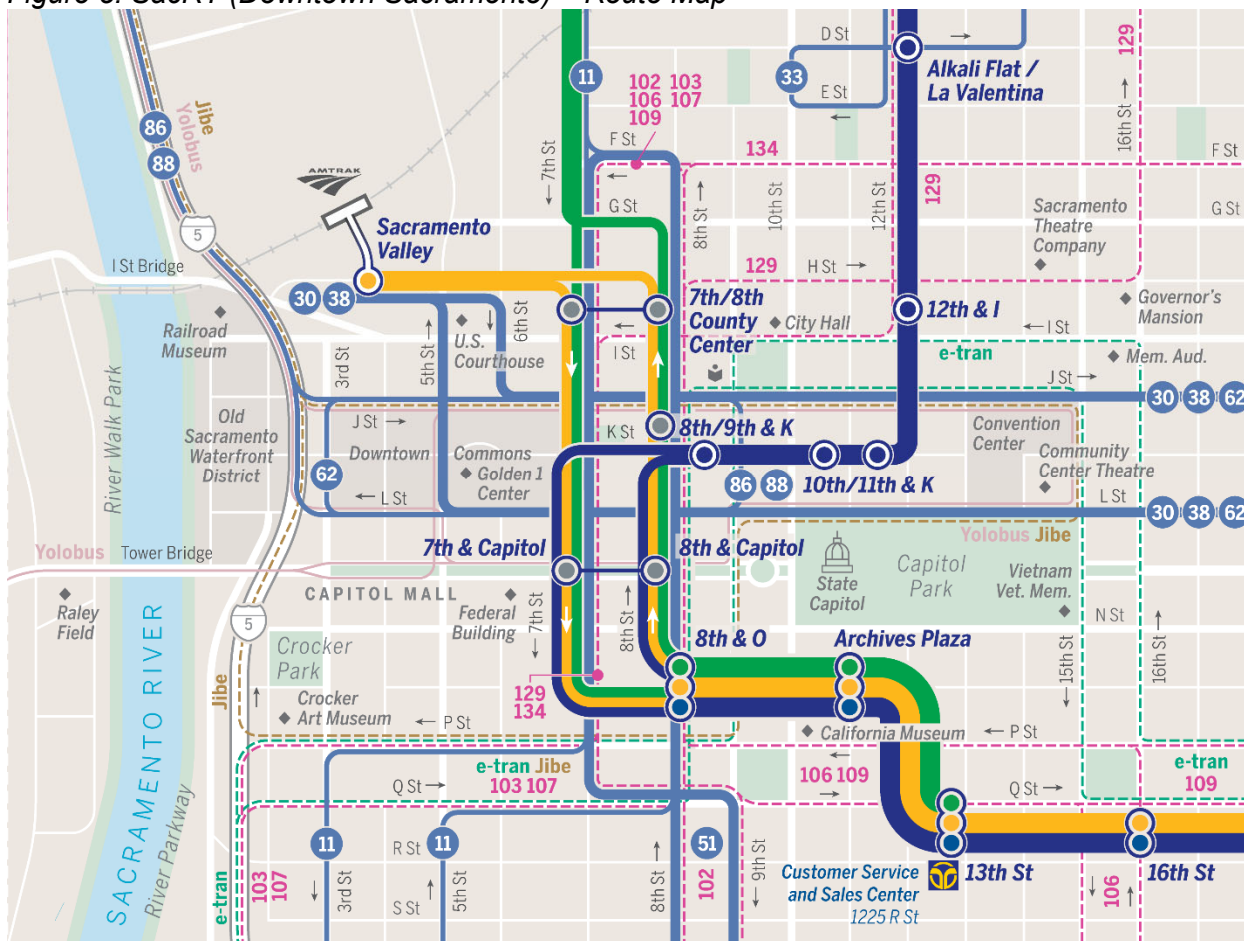 Figure 3. SacRT (Downtown Sacramento) – Route Map
D St →
129
11
33
Alkali Flat /
La Valentina
102 103
106 107
109
E St
←
16th St →
Jibe
Yolobus
86
88
AMTRAK
← 7th St
F St
←
134
F St
G St
8th St →
10th St
12th St
129
Sacramento
Theatre
Company
G St
5
Sacramento
Valley
I St Bridge
129
H St →
30 38
7th/8th
County
Center
City Hall
12th & I
Governor's
Mansion
Railroad
Museum
← 6th St
5th St →
U.S.
Courthouse
3rd St
←
I St
← I St
e-tran
Mem. Aud.
J St →
30 38 62
River Walk Park
Old
Sacramento
Waterfront
District
J St →
K St
8th/9th & K
Convention
Center
Downtown
Commons
Golden 1
Center
62
← L St
86 88
10th/11th & K
Community
Center Theatre
L St
←
30 38 62
Yolobus
Tower Bridge
7th & Capitol
8th & Capitol
Yolobus Jibe
State
Capitol
Capitol
Park
Vietnam
Vet. Mem.
Raley
Field
CAPITOL MALL
Federal
Building
← 7th St
8th St →
N St
5
Crocker
Park
8th & O
Archives Plaza
← 15th St
16th St →
SACRAMENTO RIVER
Jibe
129
134
Crocker
Art Museum
← P St
California Museum
← P St
e-tran Jibe
103 107
Q St →
←
106 109
→
Q St →
e-tran
109
River Parkway
11
R St
11
51
103
107
e-tran
← 3rd St
S St
5th St →
8th St →
102
← 9th St
Customer Service
and Sales Center
1225 R St
13th St
106
16th St